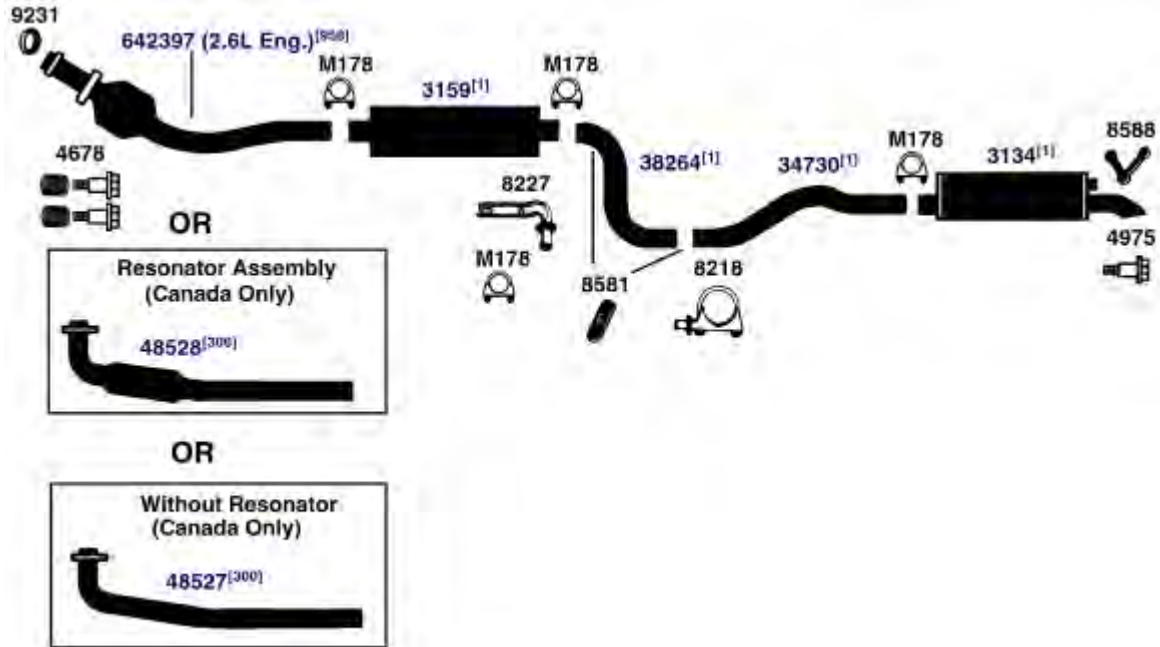 9231
642397 (2.6L Eng.)
M178
3159[1]
M178
4678
OR
8227
38264[1]
34730[1]
M178
3134[1]
8588
M178
8581
8218
4975
Resonator Assembly
(Canada Only)
48528[300]
OR
Without Resonator
(Canada Only)
48527[300]